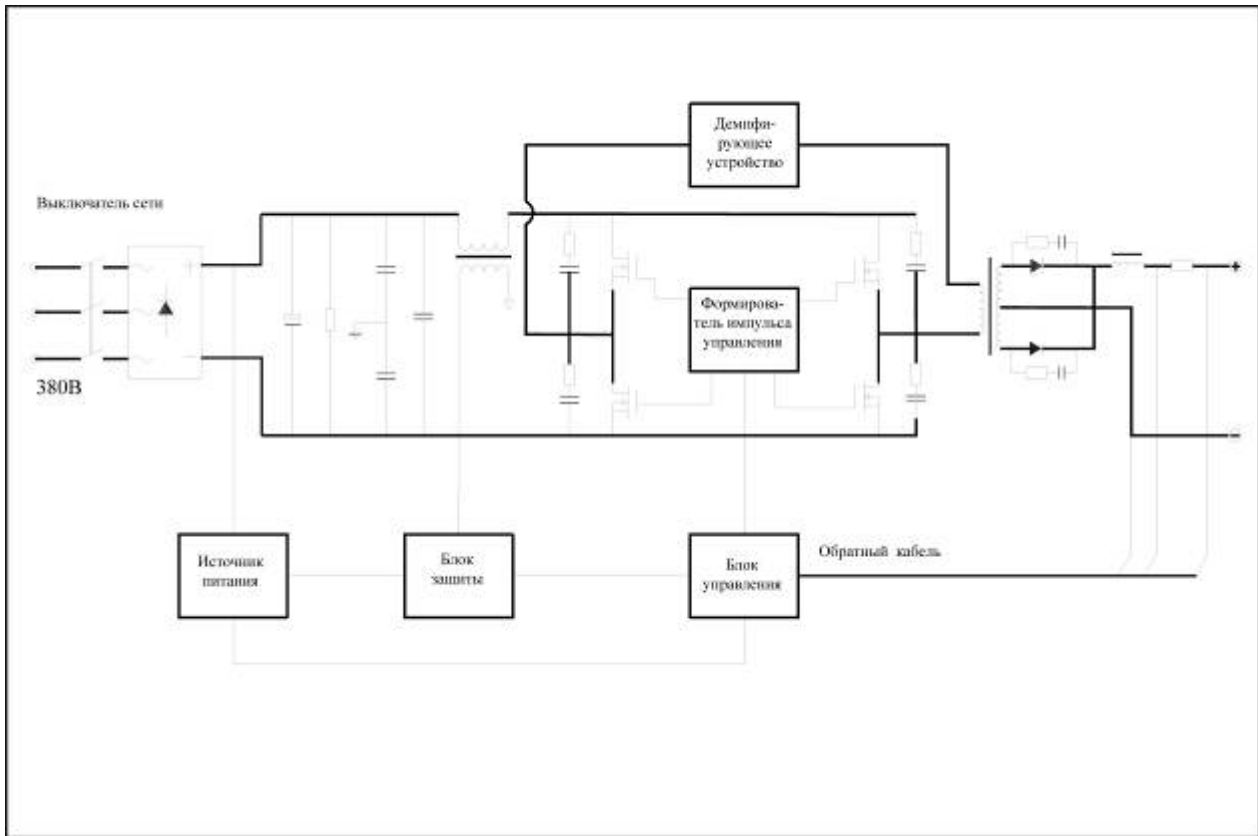 Демпфи-
рующее
устройство
Выключатель сети
Формирова-
тель импульса
управления
380В
Источник
питания
Блок
защиты
Блок
управления
Обратный кабель